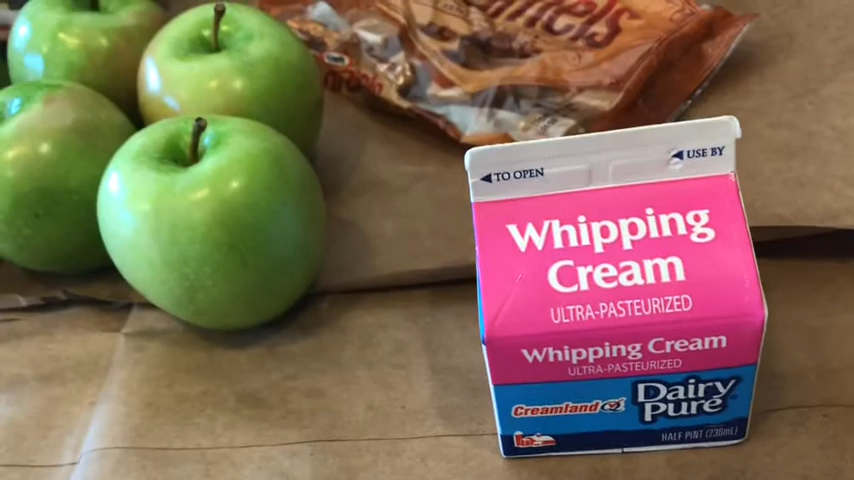 TO OPEN
USE BY
Whipping
Cream
ULTRA-PASTEURIZED
Whipping Cream
ULTRA-PASTEURIZED
Creamland
Dairy
Pure
HALF PINT (236mL)